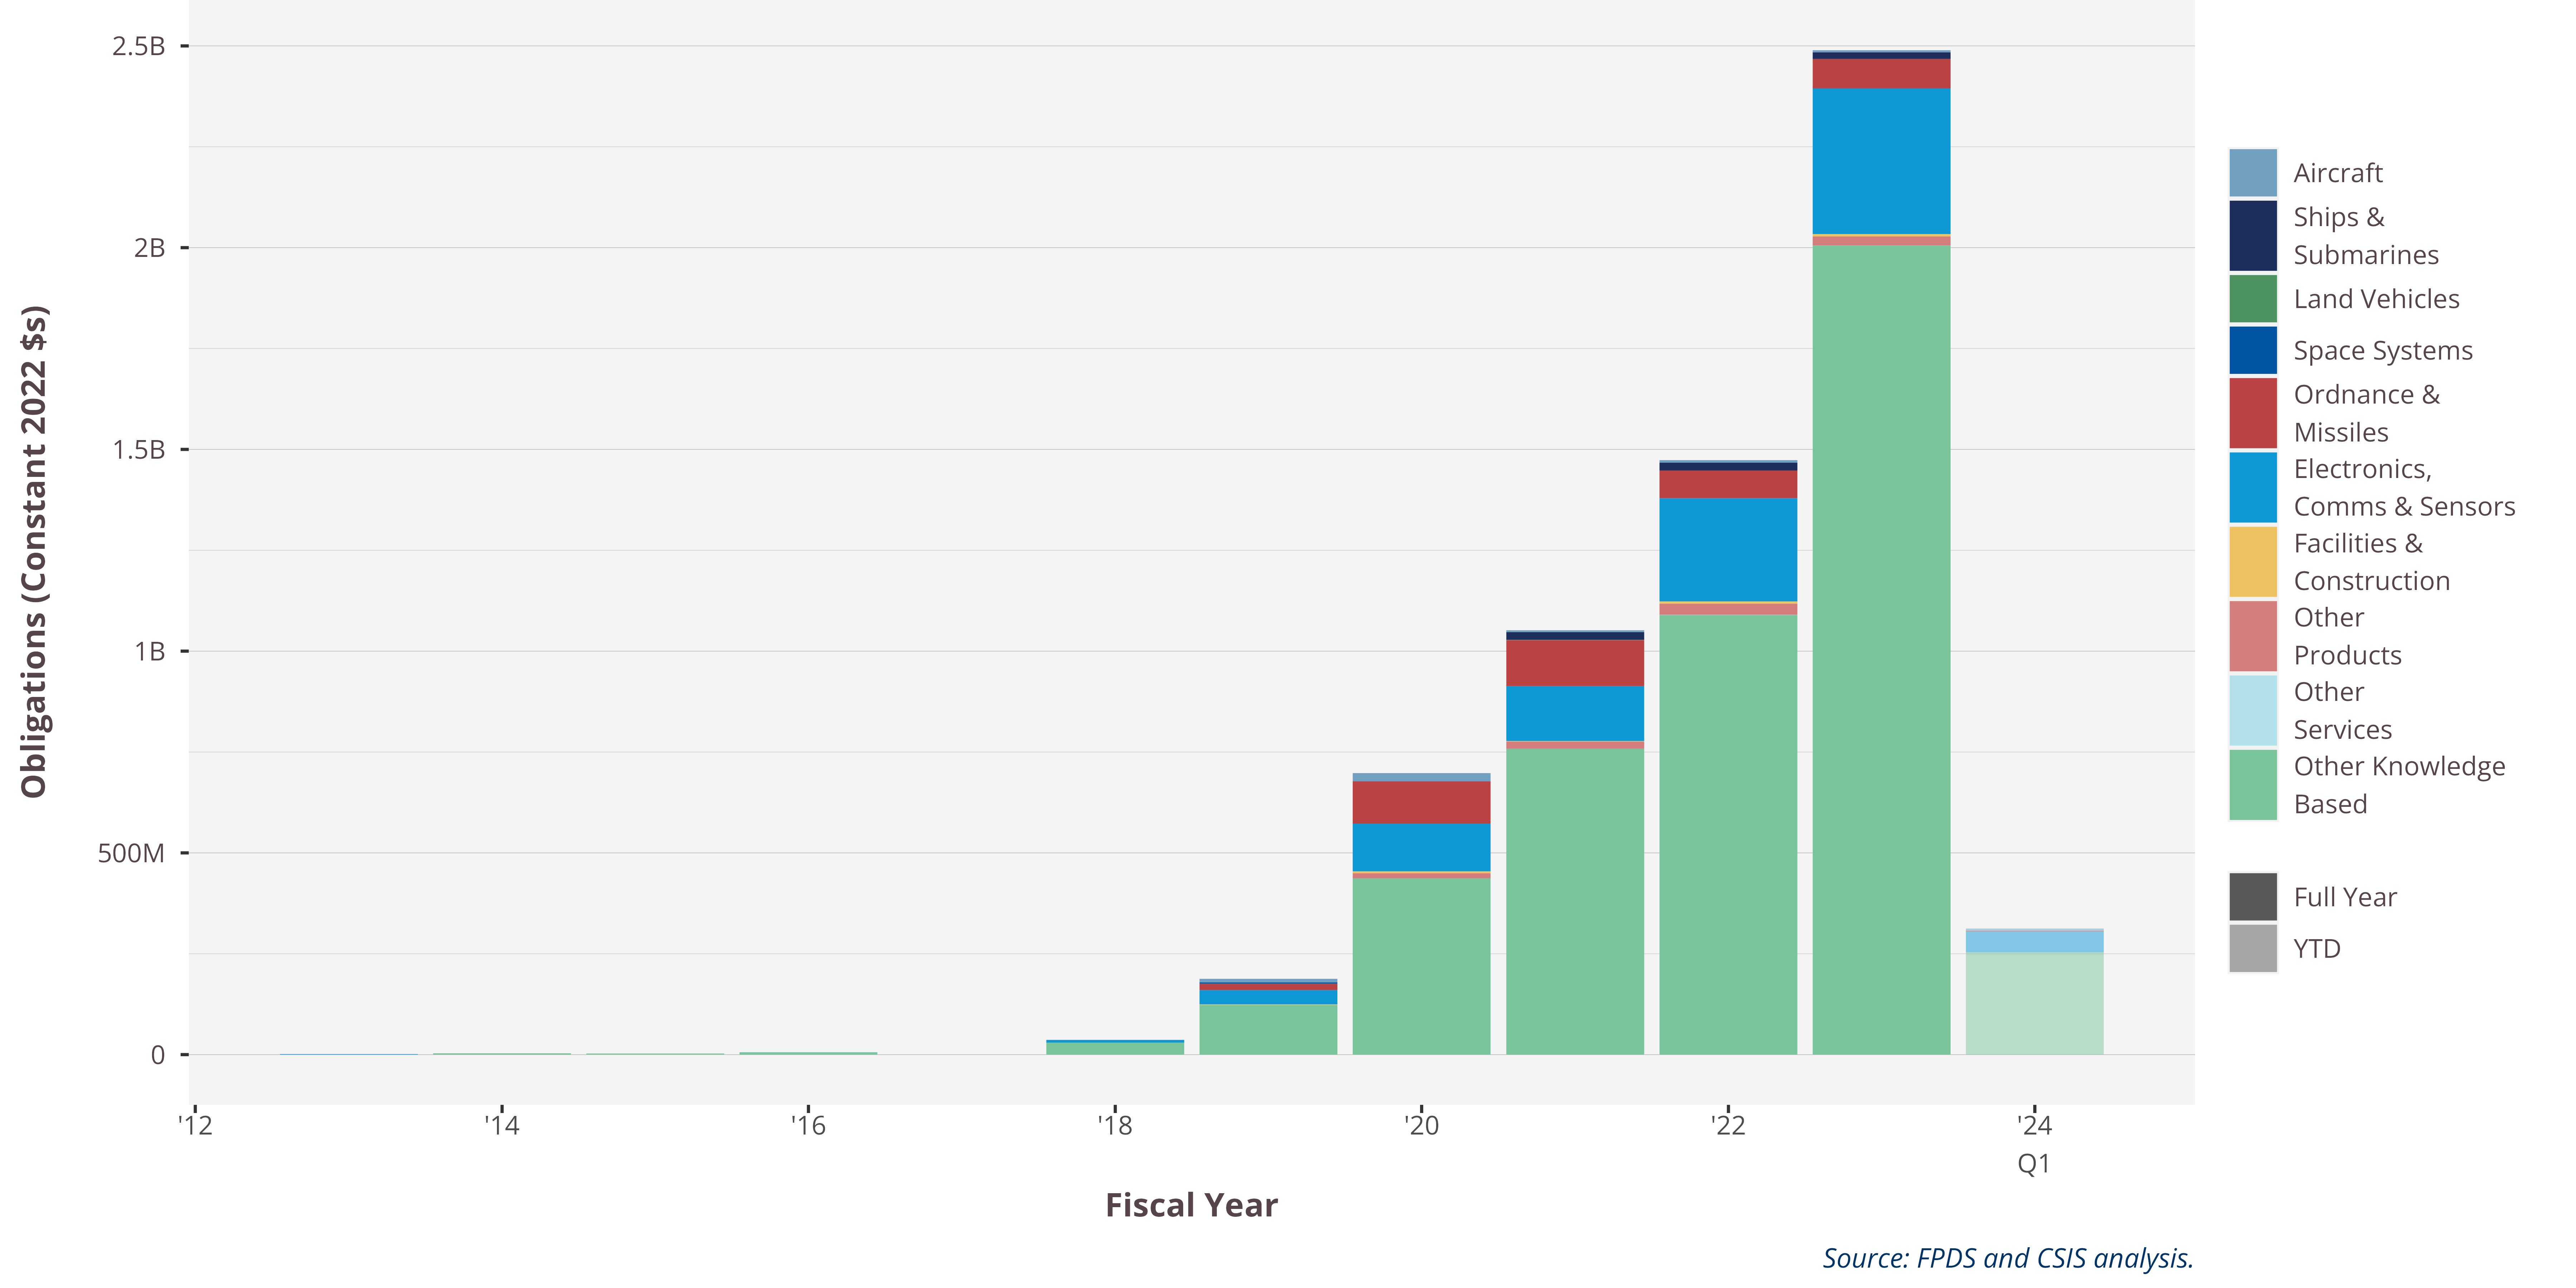 Obligations (Constant 2022 $s)
2.5B
2B
1.5B
1B
500M
0
'12
'14
'16
'18
'20
'22
'24
Q1
Fiscal Year
Aircraft
Ships &
Submarines
Land Vehicles
Space Systems
Ordnance &
Missiles
Electronics,
Comms & Sensors
Facilities &
Construction
Other
Products
Other
Services
Other Knowledge
Based
Full Year
YTD
Source: FPDS and CSIS analysis.